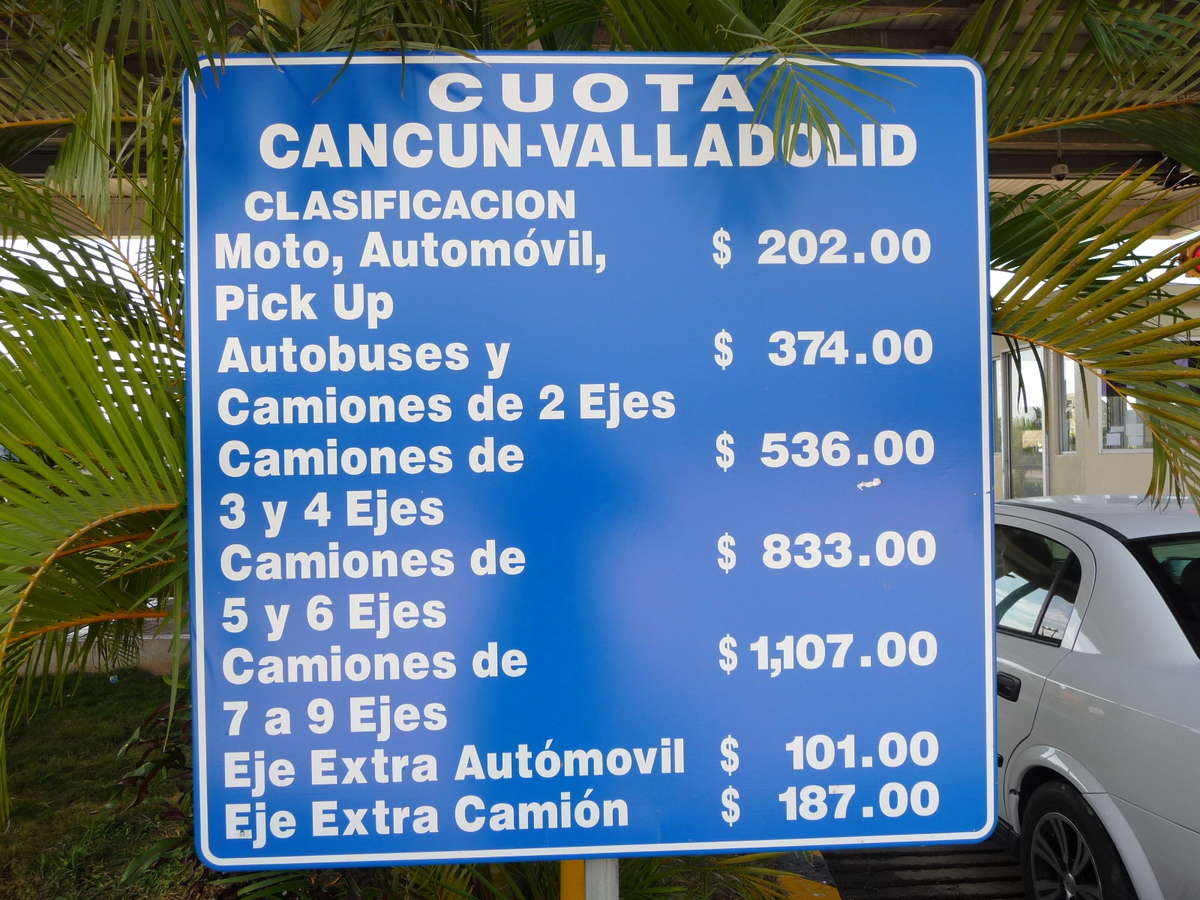 CUOTA
CANCUN-VALLADOLID
CLASIFICACION
Moto, Automóvil, $ 202.00
Pick Up
Autobuses y $ 374.00
Camiones de 2 Ejes
Camiones de $ 536.00
3 y 4 Ejes
Camiones de $ 833.00
5 y 6 Ejes
Camiones de $ 1,107.00
7 a 9 Ejes
Eje Extra Autómovil $ 101.00
Eje Extra Camión $ 187.00